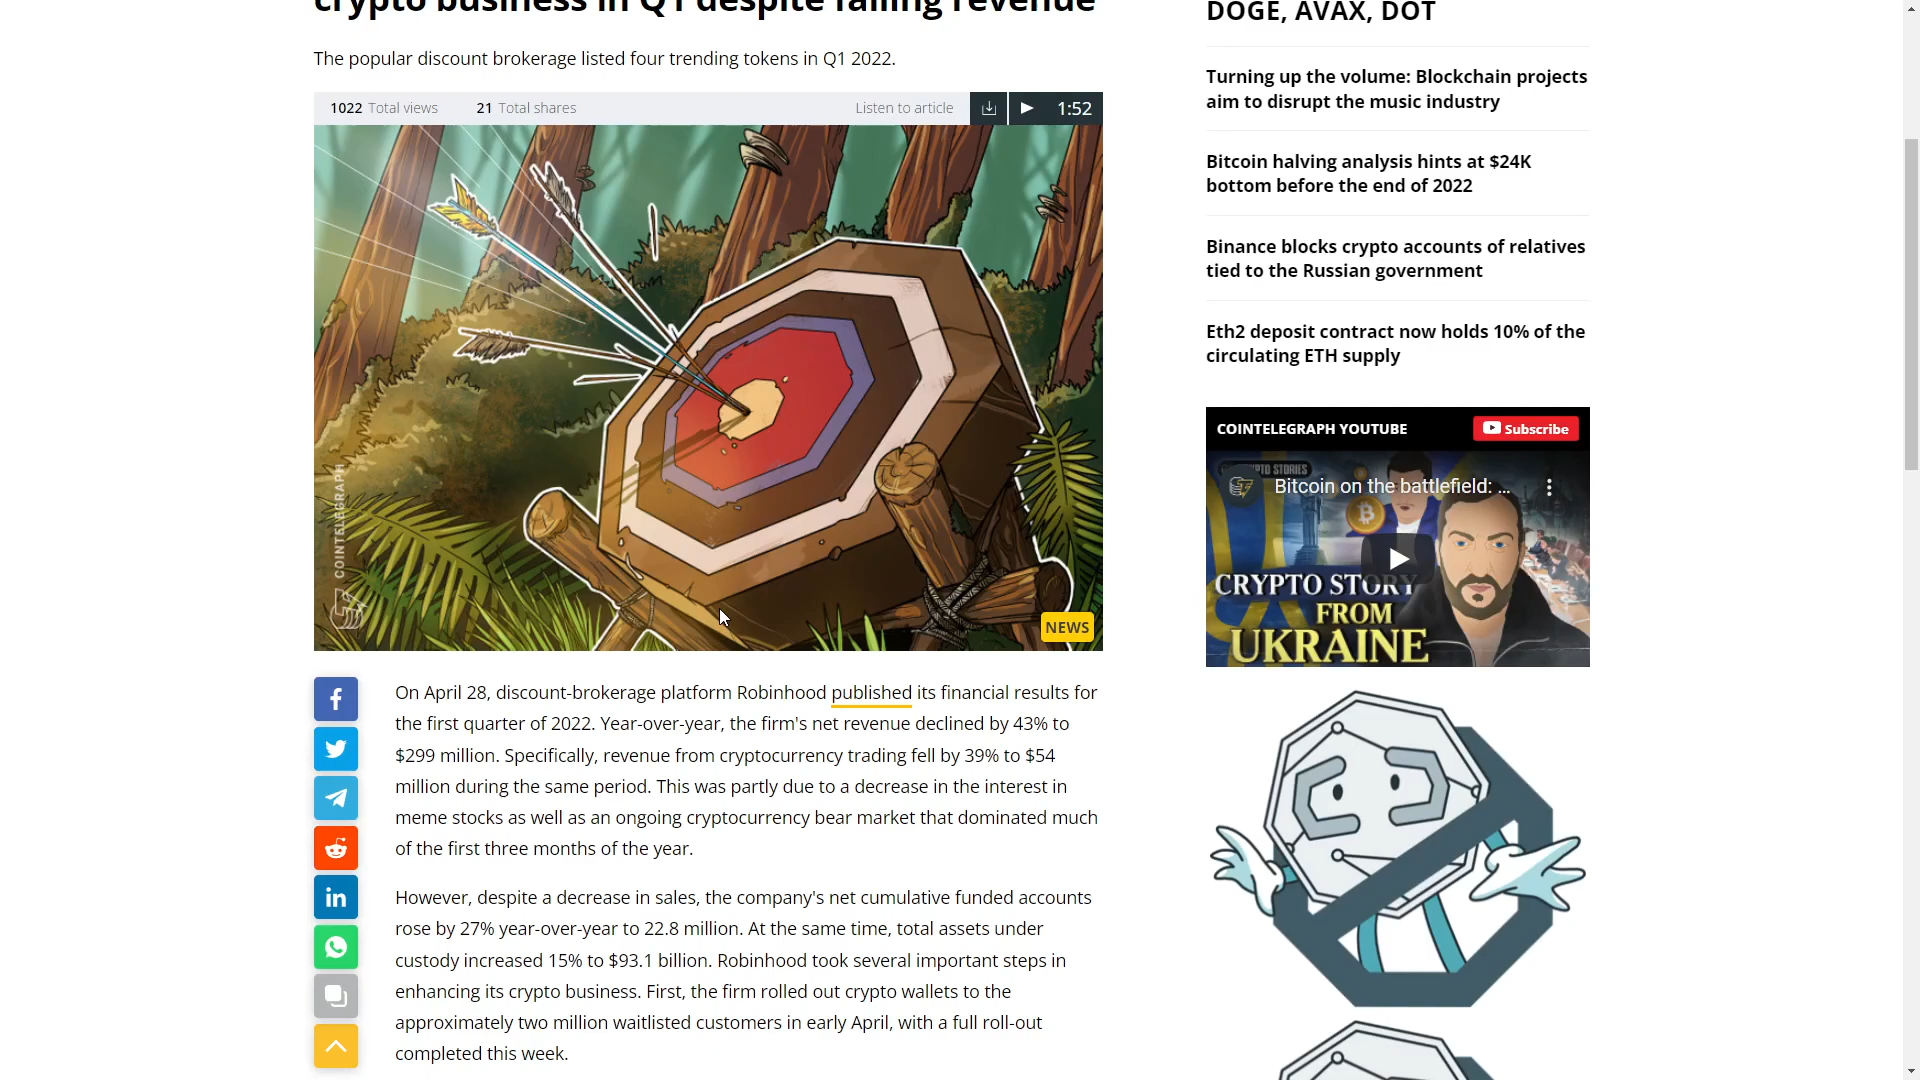 crypto business in Q1 despite falling revenue
The popular discount brokerage listed four trending tokens in Q1 2022.
1022 Total views 21 Total shares Listen to article 1:52
COINTELEGRAPH
NEWS
On April 28, discount-brokerage platform Robinhood published its financial results for
the first quarter of 2022. Year-over-year, the firm's net revenue declined by 43% to
$299 million. Specifically, revenue from cryptocurrency trading fell by 39% to $54
million during the same period. This was partly due to a decrease in the interest in
meme stocks as well as an ongoing cryptocurrency bear market that dominated much
of the first three months of the year.
However, despite a decrease in sales, the company's net cumulative funded accounts
rose by 27% year-over-year to 22.8 million. At the same time, total assets under
custody increased 15% to $93.1 billion. Robinhood took several important steps in
enhancing its crypto business. First, the firm rolled out crypto wallets to the
approximately two million waitlisted customers in early April, with a full roll-out
completed this week.
DOGE, AVAX, DOT
Turning up the volume: Blockchain projects
aim to disrupt the music industry
Bitcoin halving analysis hints at $24K
bottom before the end of 2022
Binance blocks crypto accounts of relatives
tied to the Russian government
Eth2 deposit contract now holds 10% of the
circulating ETH supply
COINTELEGRAPH YOUTUBE Subscribe
STORIES
Bitcoin on the battlefield: ...
CRYPTO STORY
FROM
UKRAINE